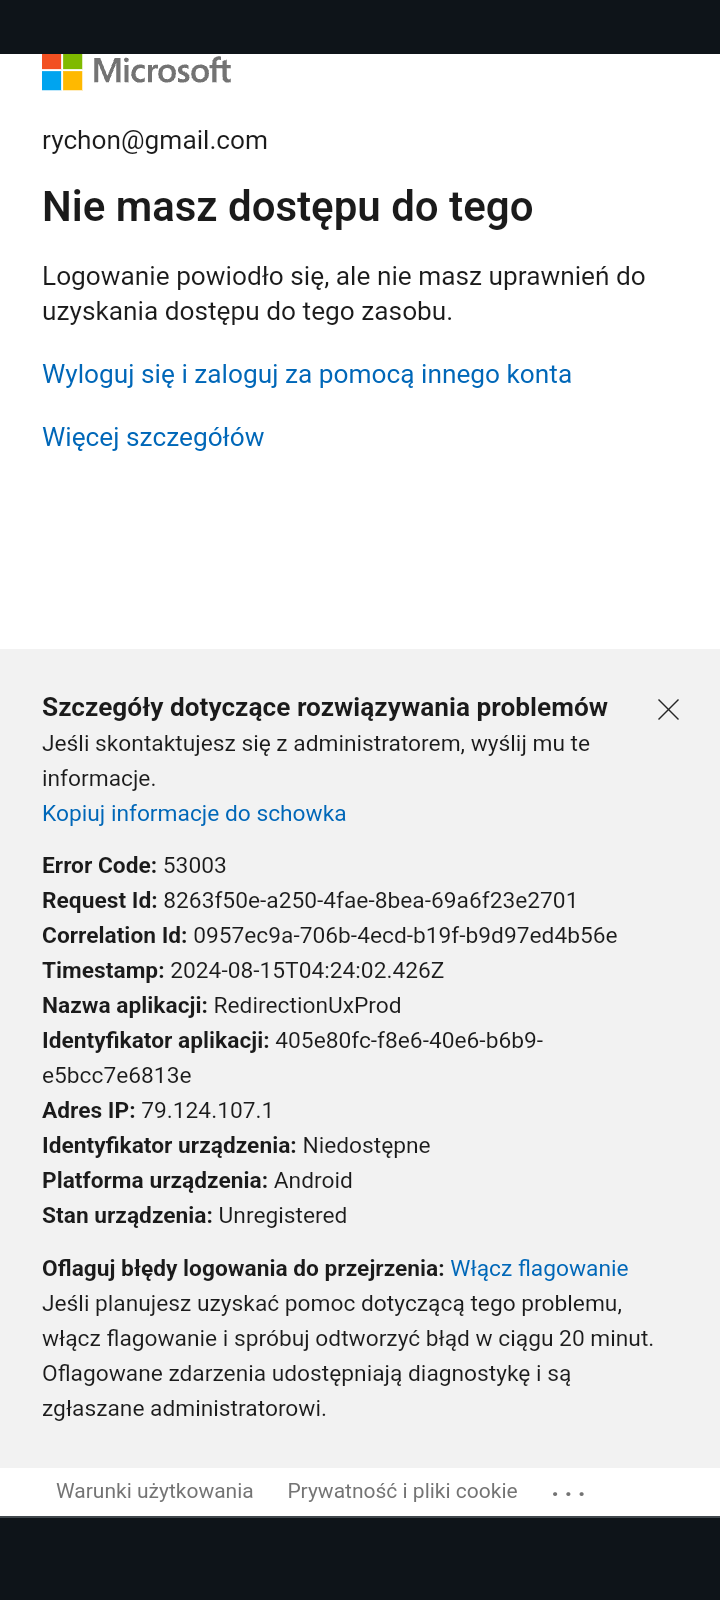 Microsoft
rychon@gmail.com
Nie masz dostępu do tego
Logowanie powiodło się, ale nie masz uprawnień do
uzyskania dostępu do tego zasobu.
Wyloguj się i zaloguj za pomocą innego konta
Więcej szczegółów
Szczegóły dotyczące rozwiązywania problemów
Jeśli skontaktujesz się z administratorem, wyślij mu te
informacje.
Kopiuj informacje do schowka
Error Code: 53003
Request Id: 8263f50e-a250-4fae-8bea-69a6f23e2701
Correlation Id: 0957ec9a-706b-4ecd-b19f-b9d97ed4b56e
Timestamp: 2024-08-15T04:24:02.426Z
Nazwa aplikacji: RedirectionUxProd
Identyfikator aplikacji: 405e80fc-f8e6-40e6-b6b9-
e5bcc7e6813e
Adres IP: 79.124.107.1
Identyfikator urządzenia: Niedostępne
Platforma urządzenia: Android
Stan urządzenia: Unregistered
Oflaguj błędy logowania do przejrzenia: Włącz flagowanie
Jeśli planujesz uzyskać pomoc dotyczącą tego problemu,
włącz flagowanie i spróbuj odtworzyć błąd w ciągu 20 minut.
Oflagowane zdarzenia udostępniają diagnostykę i są
zgłaszane administratorowi.
Warunki użytkowania Prywatność i pliki cookie ...